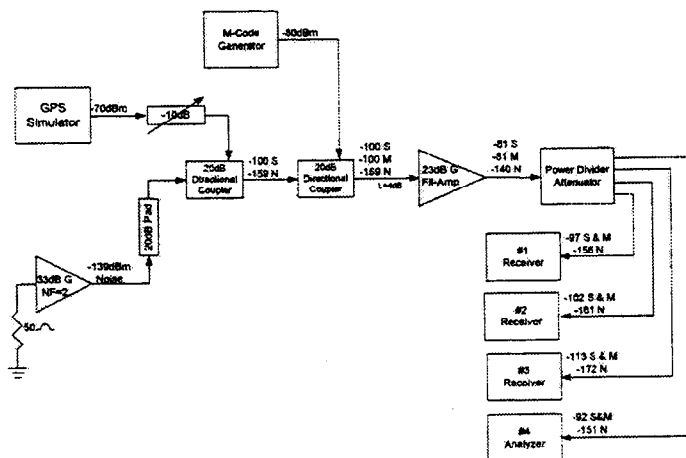 M-Code
Generator
-80dBm
GPS
Simulator
-70dBm
-10dB
20dB
Directional
Coupler
-100 S
-159 N
20dB
Directional
Coupler
-100 S
-100 M
-159 N
23dB G
Fil-Amp
-81 S
-81 M
-140 N
Power Divider
Attenuator
20dB Pad
33dB G
NF=2
-139dBm
Noise
50
#1
Receiver
-97 S & M
-156 N
#2
Receiver
-102 S & M
-161 N
#3
Receiver
-113 S & M
-172 N
#4
Analyzer
-92 S&M
-151 N